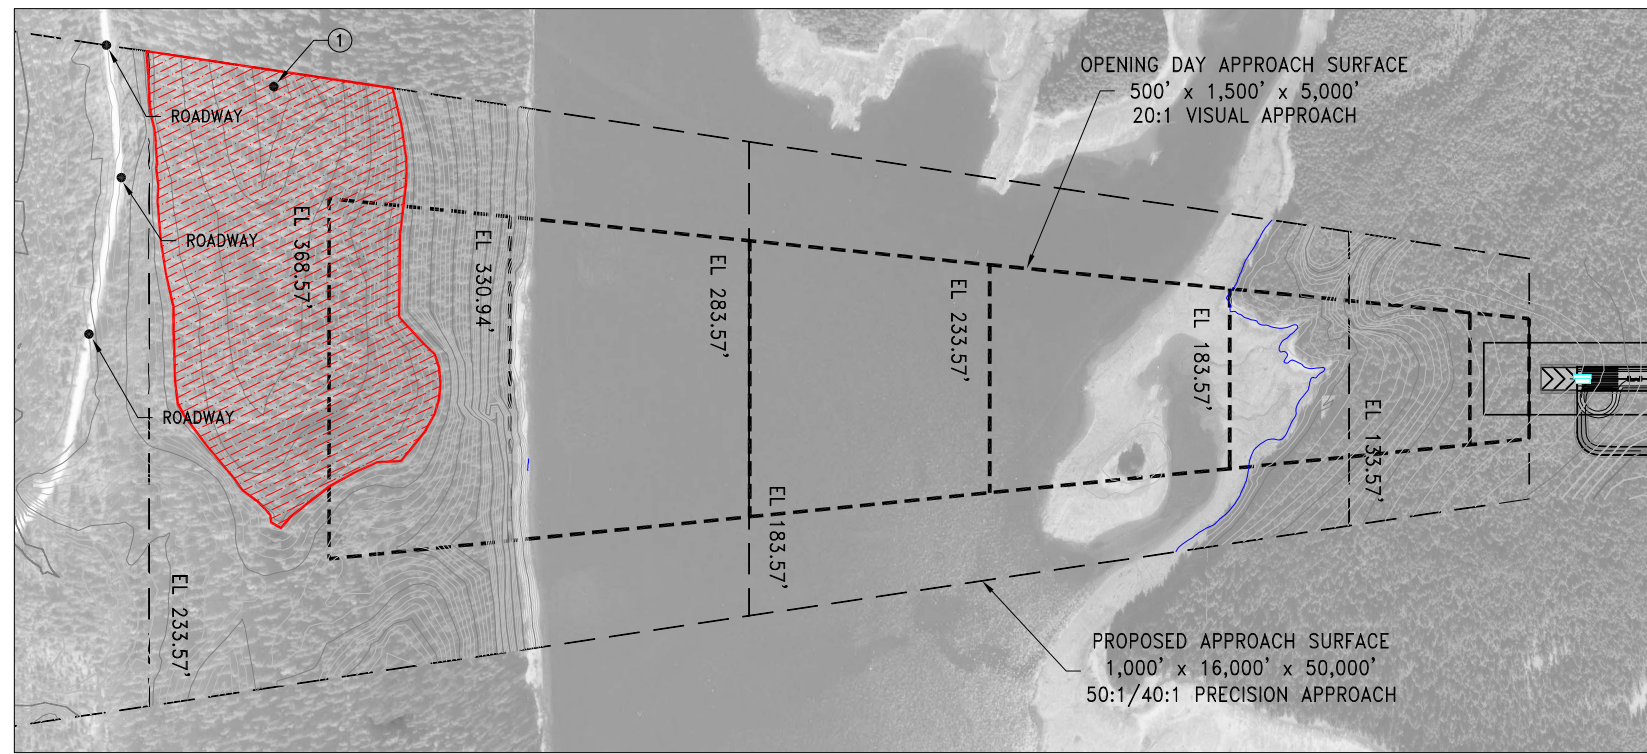 1
OPENING DAY APPROACH SURFACE
500' x 1,500' x 5,000'
20:1 VISUAL APPROACH
ROADWAY
ROADWAY
ROADWAY
EL 368.57'
EL 330.94'
EL 283.57'
EL 233.57'
EL 183.57'
EL 133.57'
EL 183.57'
EL 233.57'
PROPOSED APPROACH SURFACE
1,000' x 16,000' x 50,000'
50:1/40:1 PRECISION APPROACH